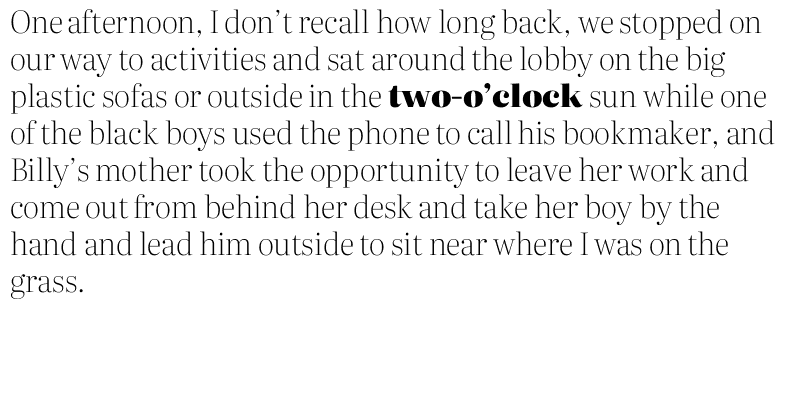 One afternoon, I don’t recall how long back, we stopped on
our way to activities and sat around the lobby on the big
plastic sofas or outside in the two-o’clock sun while one
of the black boys used the phone to call his bookmaker, and
Billy’s mother took the opportunity to leave her work and
come out from behind her desk and take her boy by the
hand and lead him outside to sit near where I was on the
grass.